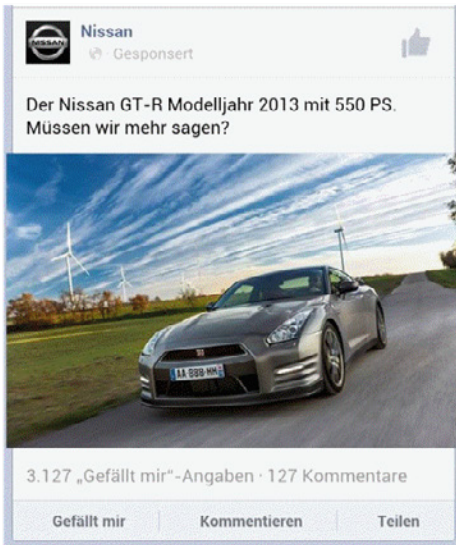 NISSAN
Nissan
Gesponsert
Der Nissan GT-R Modelljahr 2013 mit 550 PS.
Müssen wir mehr sagen?
AA 888-MM
3.127 „Gefällt mir“-Angaben · 127 Kommentare
Gefällt mir
Kommentieren
Teilen